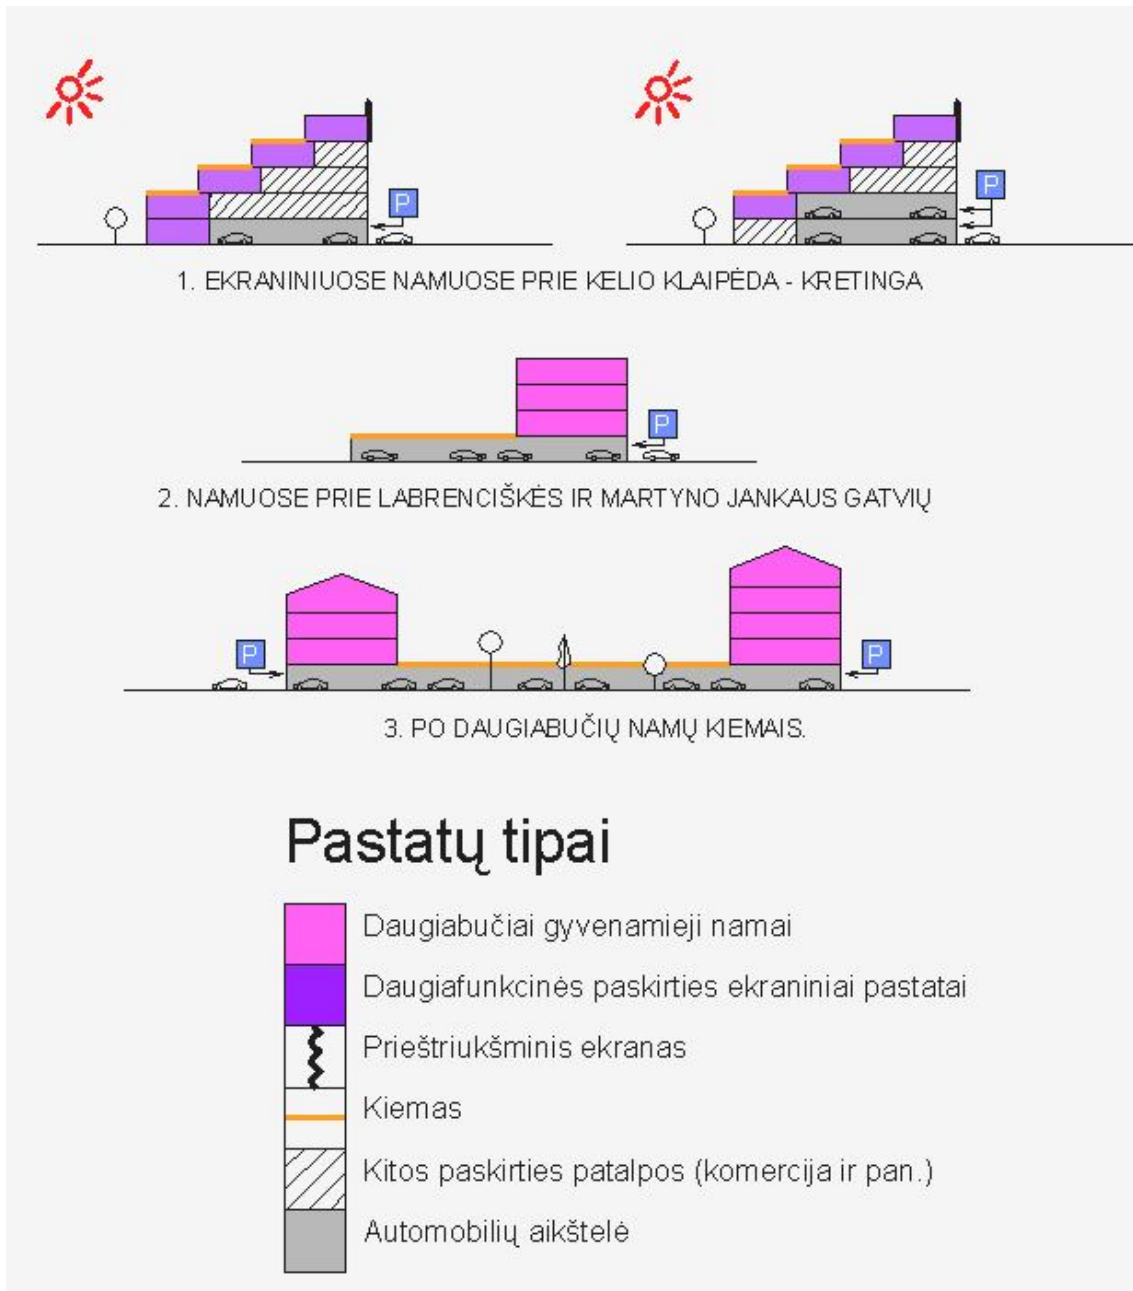 P
P
1. EKRANINIUOSE NAMUOSE PRIE KELIO KLAIPĖDA - KRETINGA
P
2. NAMUOSE PRIE LABRENCIŠKĖS IR MARTYNO JANKAUS GATVIŲ
P
P
3. PO DAUGIABUČIŲ NAMŲ KIEMAIS.
Pastatų tipai
Daugiabučiai gyvenamieji namai
Daugiafunkcinės paskirties ekraniniai pastatai
Prieštriukšminis ekranas
Kiemas
Kitos paskirties patalpos (komercija ir pan.)
Automobilių aikštelė